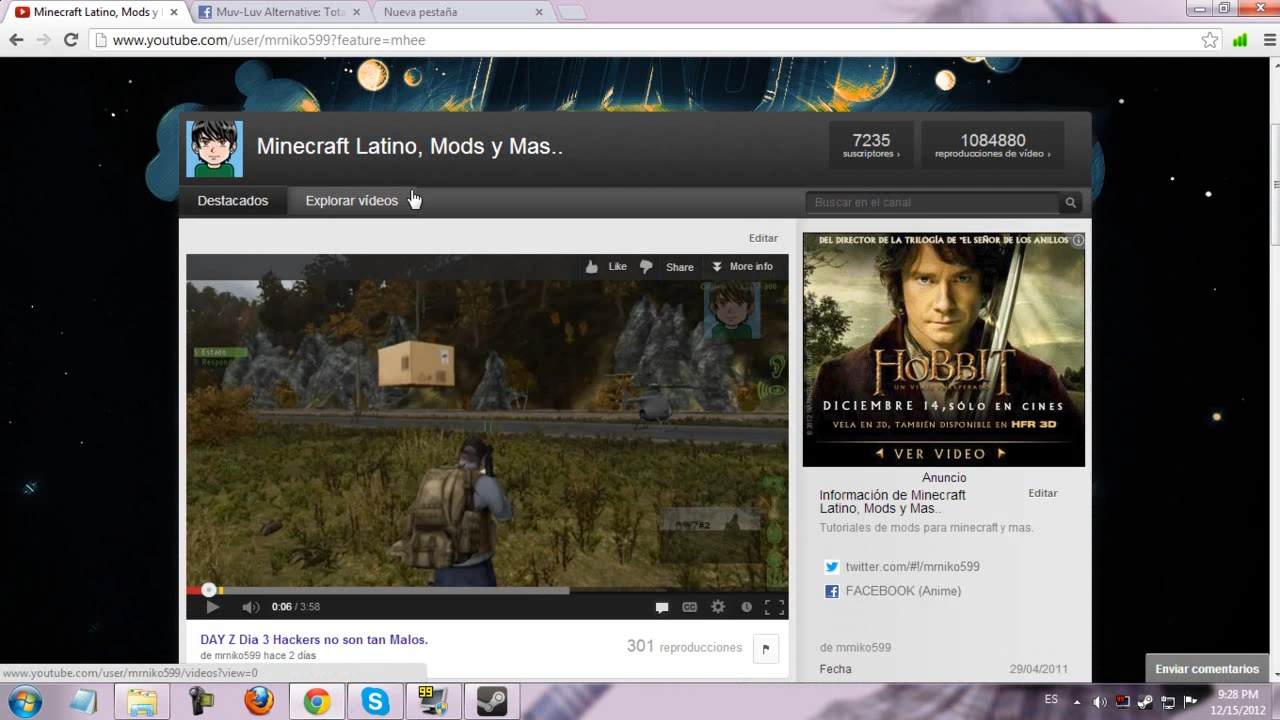 Minecraft Latino, Mods y
Muv-Luv Alternative: Tota
Nueva pestaña
www.youtube.com/user/mrniko599?feature=mhee
Minecraft Latino, Mods y Mas..
7235
suscriptores ›
1084880
reproducciones de vídeo ›
Destacados
Explorar vídeos
Buscar en el canal
Editar
Like
Share
More info
0:06 / 3:58
CC
DAY Z Dia 3 Hackers no son tan Malos.
de mrniko599 hace 2 días
301 reproducciones
DEL DIRECTOR DE LA TRILOGÍA DE "EL SEÑOR DE LOS ANILLOS
HOBBIT
UN VIAJE INESPERADO
DICIEMBRE 14, SÓLO EN CINES
VELA EN 3D, TAMBIÉN DISPONIBLE EN HFR 3D
VER VIDEO
Anuncio
Información de Minecraft
Latino, Mods y Mas..
Editar
Tutoriales de mods para minecraft y mas.
twitter.com/#!/mrniko599
FACEBOOK (Anime)
de mrniko599
Fecha
29/04/2011
www.youtube.com/user/mrniko599/videos?view=0
Enviar comentarios
99
ES
9:28 PM
12/15/2012